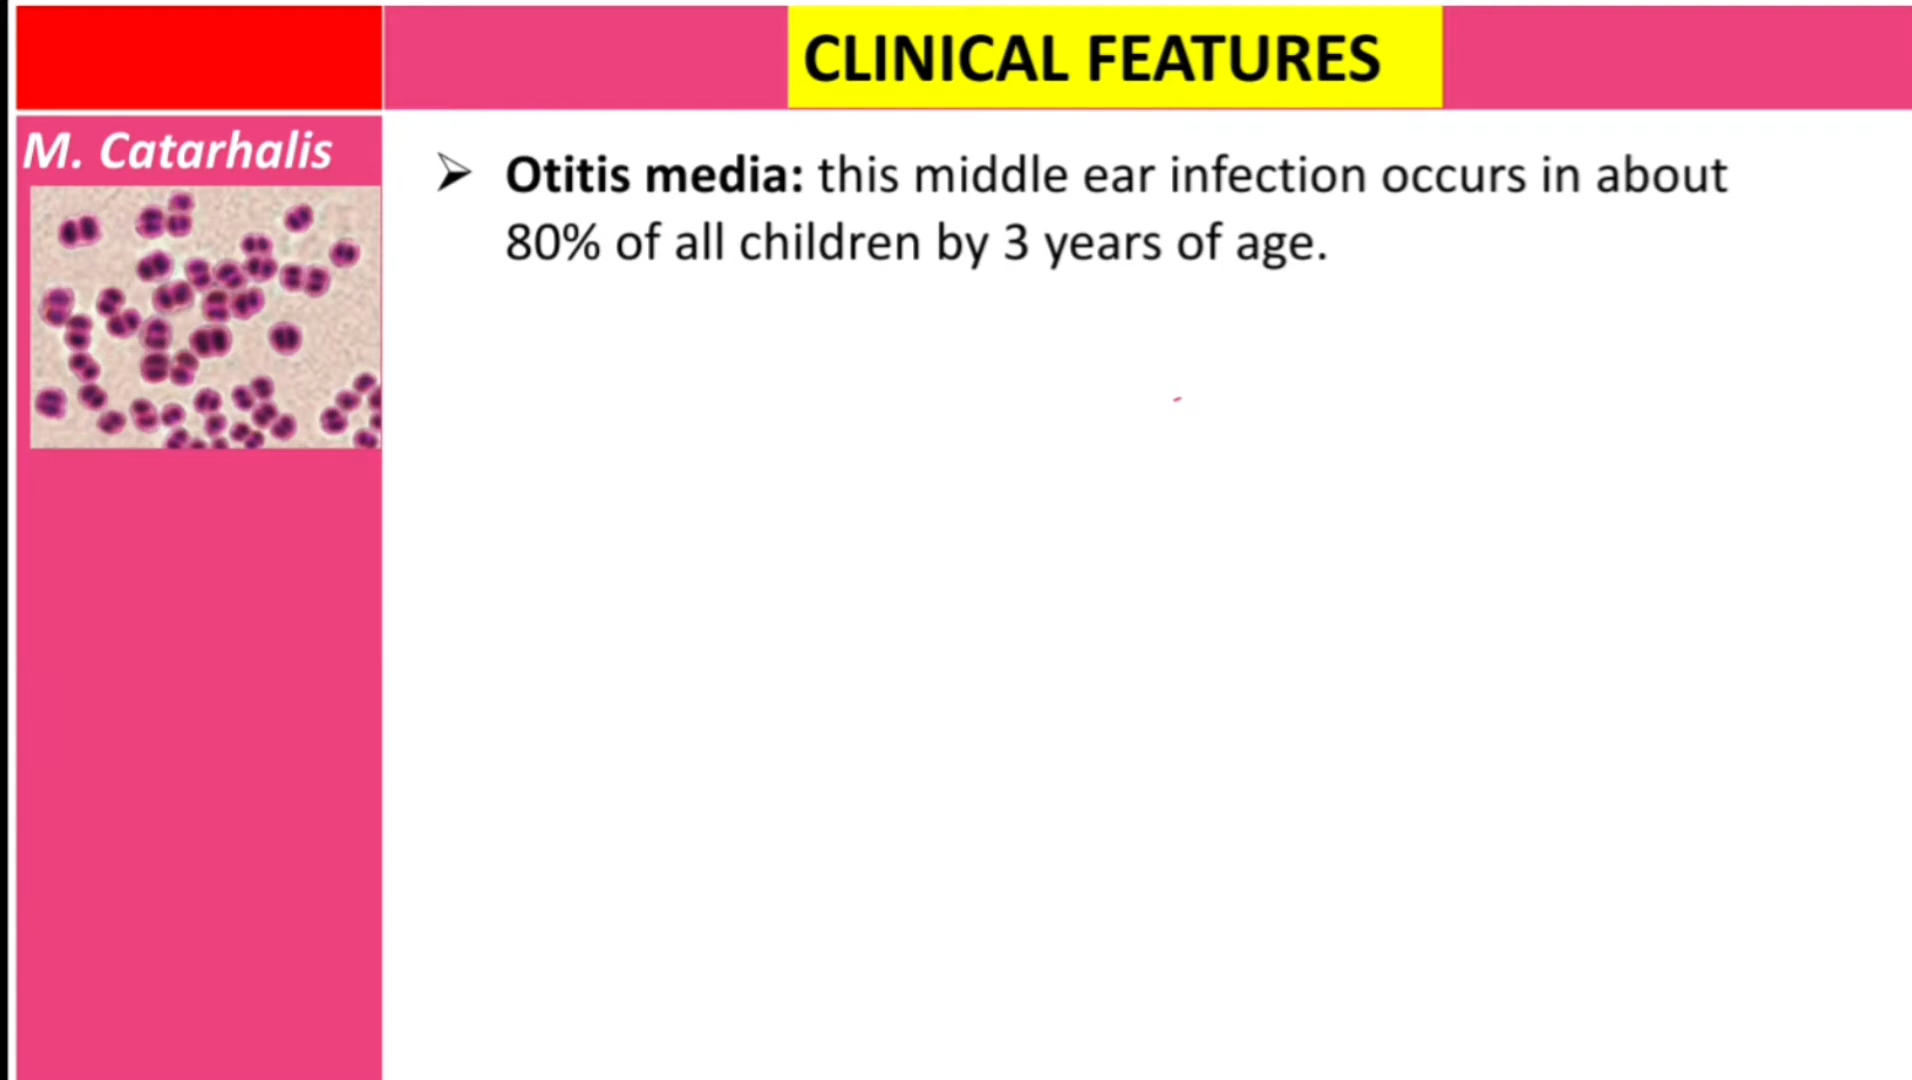 CLINICAL FEATURES
M. Catarhalis
➢ Otitis media: this middle ear infection occurs in about
80% of all children by 3 years of age.